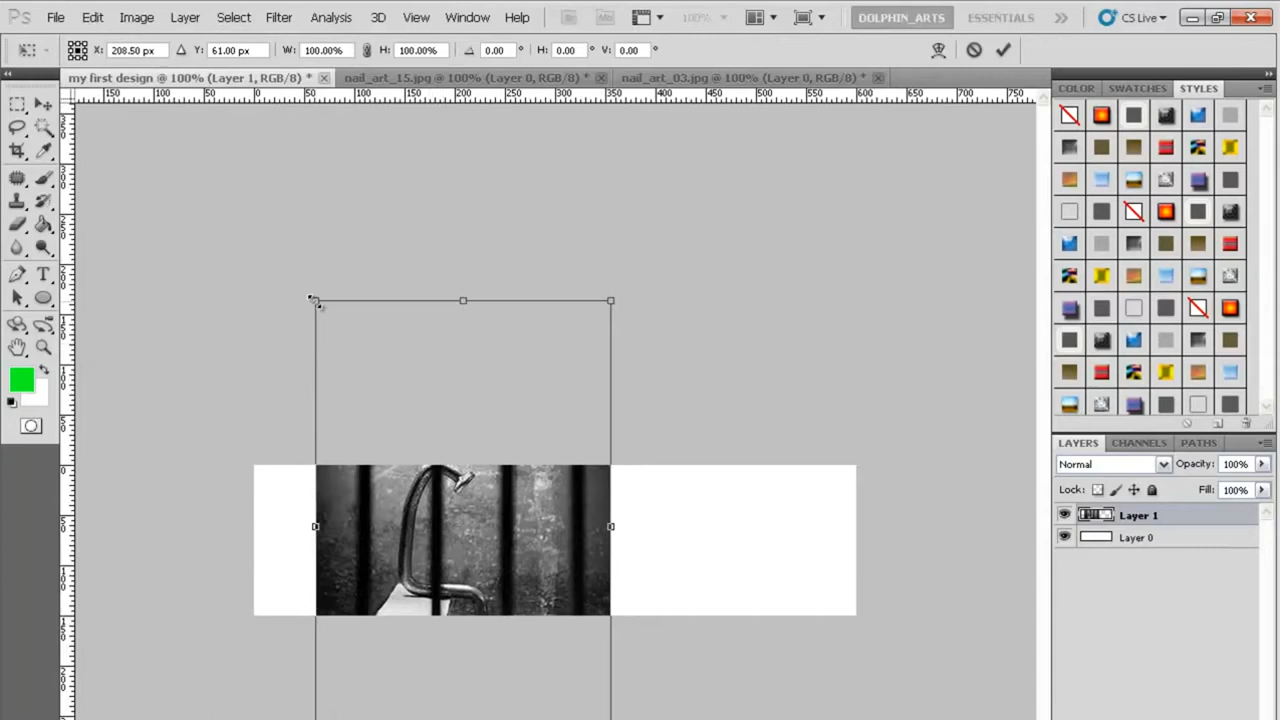 Ps File Edit Image Layer Select Filter Analysis 3D View Window Help Br Mb 100% DOLPHIN_ARTS ESSENTIALS CS Live
X: 208.50 px Y: 61.00 px W: 100.00% H: 100.00% 0.00 ° H: 0.00 ° V: 0.00 °
my first design @ 100% (Layer 1, RGB/8) * nail_art_15.jpg @ 100% (Layer 0, RGB/8) * nail_art_03.jpg @ 100% (Layer 0, RGB/8) *
150 100 50 0 50 100 150 200 250 300 350 400 450 500 550 600 650 700 750
COLOR SWATCHES STYLES
LAYERS CHANNELS PATHS
Normal Opacity: 100%
Lock: Fill: 100%
Layer 1
Layer 0